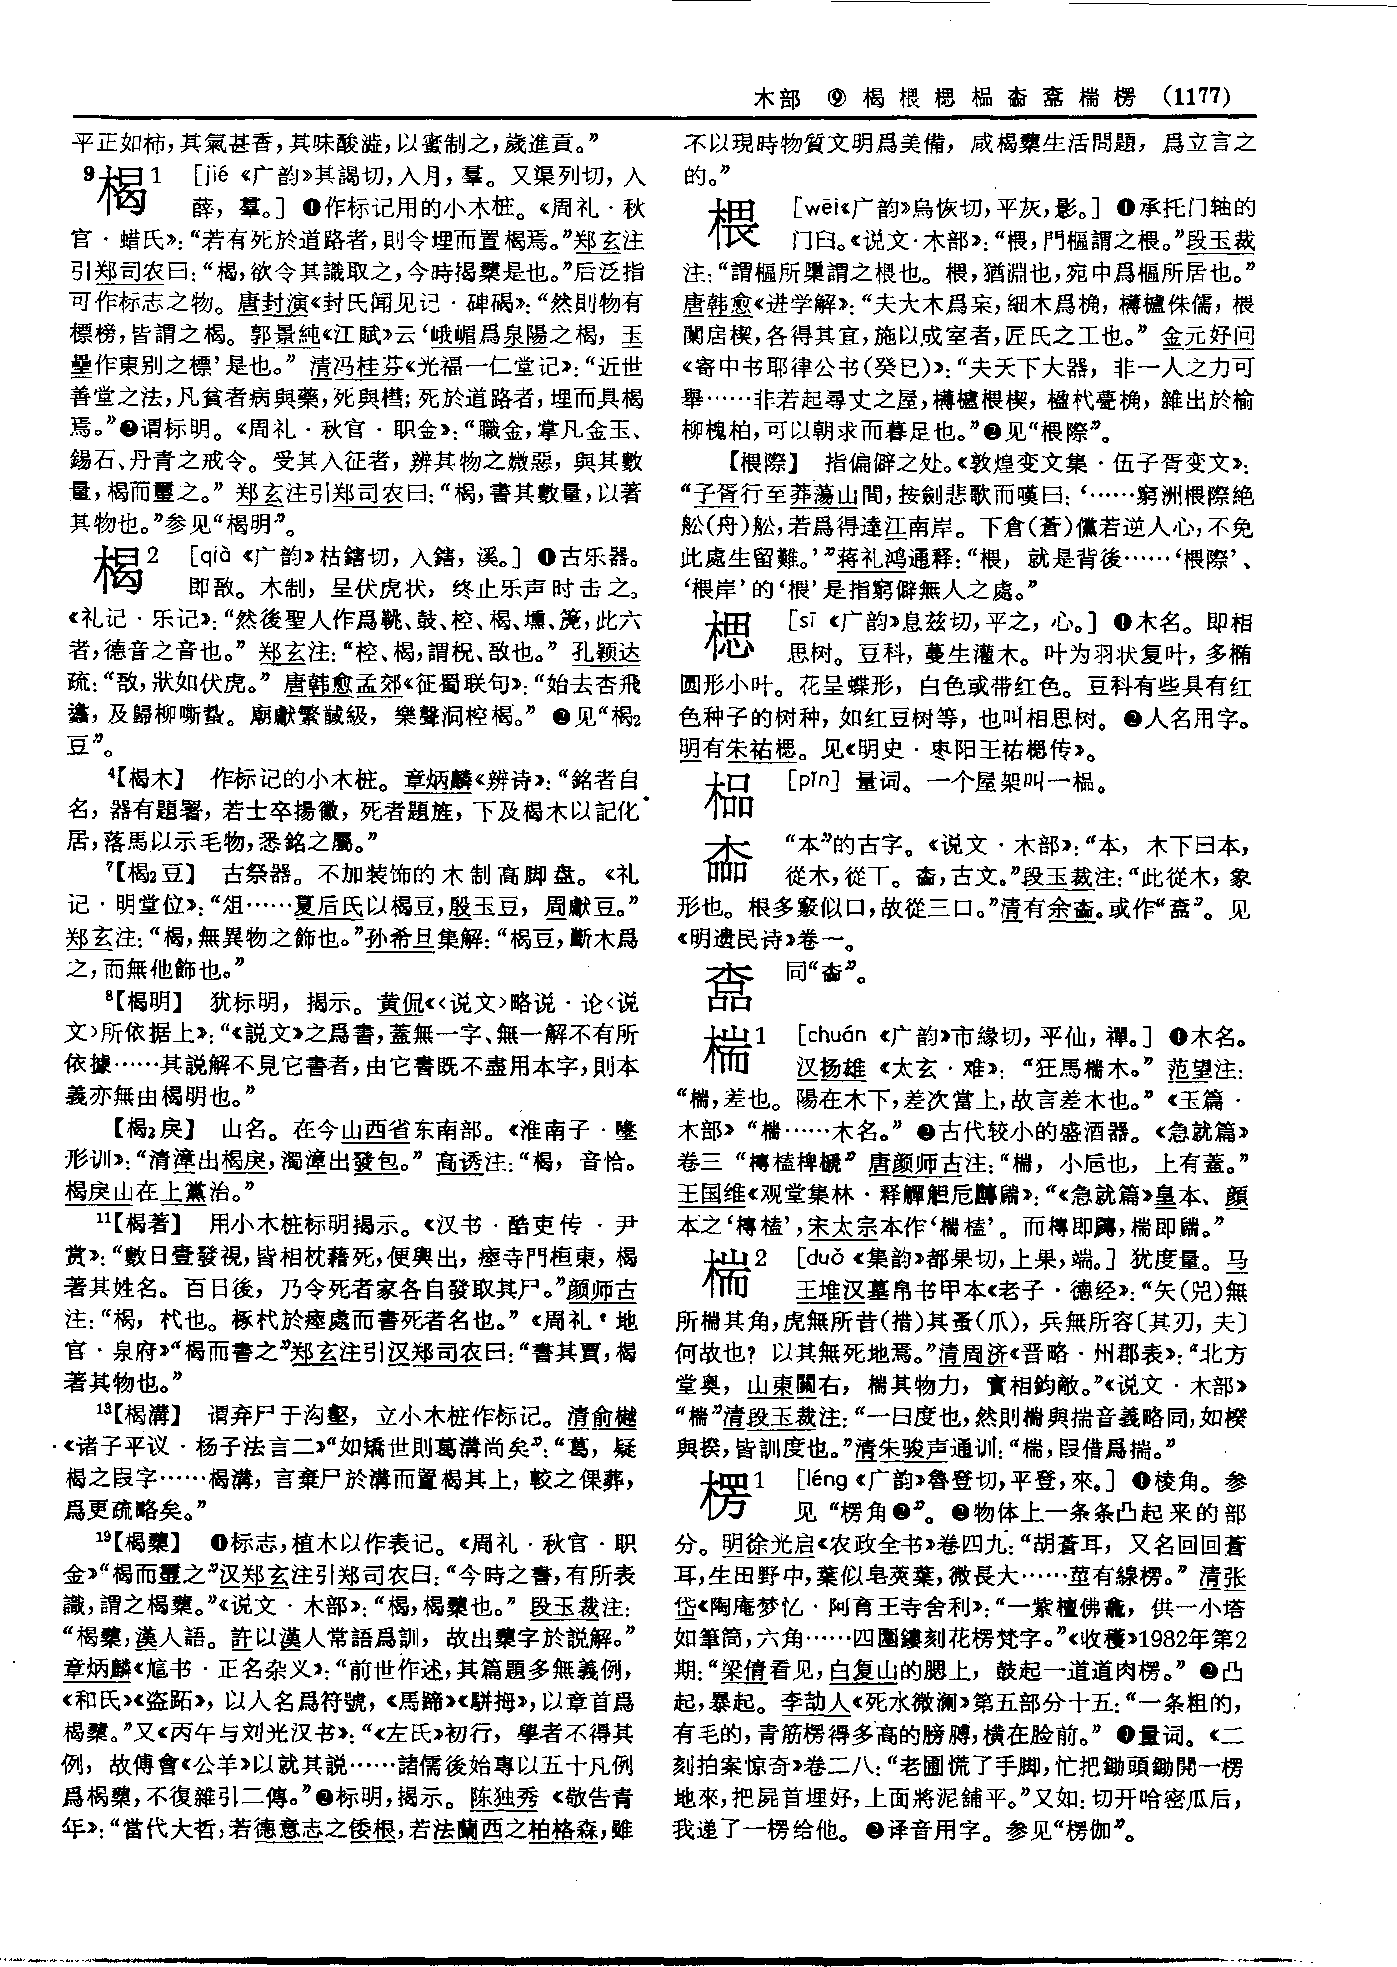 木部 ⑨ 楬椳楒榀𣎴𣓀椯楞 (1177)
平正如柿，其氣甚香，其味酸澁，以蜜制之，歲進貢。”
9楬1 [jié《广韵》其謁切，入月，羣。又渠列切，入
薛，羣。] ❶作标记用的小木桩。《周礼·秋
官·蜡氏》：“若有死於道路者，則令埋而置楬焉。”郑玄注
引郑司农曰：“楬，欲令其識取之，今時揭櫫是也。”后泛指
可作标志之物。唐封演《封氏闻见记·碑碣》：“然則物有
標榜，皆謂之楬。郭景純《江賦》云‘峨嵋爲泉陽之楬，玉
壘作東别之標’是也。”清冯桂芬《光福一仁堂记》：“近世
善堂之法，凡貧者病與藥，死與槥；死於道路者，埋而具楬
焉。”❷谓标明。《周礼·秋官·职金》：“職金，掌凡金玉、
錫石、丹青之戒令。受其入征者，辨其物之媺惡，與其數
量，楬而璽之。”郑玄注引郑司农曰：“楬，書其數量，以著
其物也。”参见“楬明”。
楬2 [qià《广韵》枯鎋切，入鎋，溪。] ❶古乐器。
即敔。木制，呈伏虎状，终止乐声时击之。
《礼记·乐记》：“然後聖人作爲鞉、鼓、椌、楬、壎、篪，此六
者，德音之音也。”郑玄注：“椌、楬，謂柷、敔也。”孔颖达
疏：“敔，狀如伏虎。”唐韩愈孟郊《征蜀联句》：“始去杏飛
蠭，及歸柳嘶蛰。廟獻繁馘級，樂聲洞椌楬。”❷见“楬2
豆”。
4【楬木】 作标记的小木桩。章炳麟《辨诗》：“銘者自
名，器有題署，若士卒揚徽，死者題旌，下及楬木以記化
居，落馬以示毛物，悉銘之屬。”
7【楬2豆】 古祭器。不加装饰的木制高脚盘。《礼
记·明堂位》：“俎……夏后氏以楬豆，殷玉豆，周獻豆。”
郑玄注：“楬，無異物之飾也。”孙希旦集解：“楬豆，斷木爲
之，而無他飾也。”
8【楬明】 犹标明，揭示。黄侃《〈说文〉略说·论〈说
文〉所依据上》：“《説文》之爲書，蓋無一字、無一解不有所
依據……其説解不見它書者，由它書既不盡用本字，則本
義亦無由楬明也。”
【楬2戾】 山名。在今山西省东南部。《淮南子·墬
形训》：“清漳出楬戾，濁漳出發包。”高诱注：“楬，音恰。
楬戾山在上黨治。”
11【楬著】 用小木桩标明揭示。《汉书·酷吏传·尹
赏》：“數日壹發視，皆相枕藉死，便輿出，瘞寺門桓東，楬
著其姓名。百日後，乃令死者家各自發取其尸。”颜师古
注：“楬，杙也。椓杙於瘞處而書死者名也。”《周礼·地
官·泉府》“楬而書之”郑玄注引汉郑司农曰：“書其賈，楬
著其物也。”
13【楬溝】 谓弃尸于沟壑，立小木桩作标记。清俞樾
《诸子平议·杨子法言二》“如矯世則葛溝尚矣”：“葛，疑
楬之叚字……楬溝，言棄尸於溝而置楬其上，較之倮葬，
爲更疏略矣。”
19【楬櫫】 ❶标志，植木以作表记。《周礼·秋官·职
金》“楬而璽之”汉郑玄注引郑司农曰：“今時之書，有所表
識，謂之楬櫫。”《说文·木部》：“楬，楬櫫也。”段玉裁注：
“楬櫫，漢人語。許以漢人常語爲訓，故出櫫字於説解。”
章炳麟《訄书·正名杂义》：“前世作述，其篇題多無義例，
《和氏》《盗跖》，以人名爲符號，《馬蹄》《駢拇》，以章首爲
楬櫫。”又《丙午与刘光汉书》：“《左氏》初行，學者不得其
例，故傅會《公羊》以就其説……諸儒後始專以五十凡例
爲楬櫫，不復雜引二傳。”❷标明，揭示。陈独秀《敬告青
年》：“當代大哲，若德意志之倭根，若法蘭西之柏格森，雖
不以現時物質文明爲美備，咸楬櫫生活問題，爲立言之
的。”
椳 [wēi《广韵》烏恢切，平灰，影。] ❶承托门轴的
门臼。《说文·木部》：“椳，門樞謂之椳。”段玉裁
注：“謂樞所㮂謂之椳也。椳，猶淵也，宛中爲樞所居也。”
唐韩愈《进学解》：“夫大木爲杗，細木爲桷，欂櫨侏儒，椳
闑扂楔，各得其宜，施以成室者，匠氏之工也。”金元好问
《寄中书耶律公书（癸巳）》：“夫天下大器，非一人之力可
舉……非若起尋丈之屋，欂櫨椳楔，楹杙甍桷，雜出於榆
柳槐柏，可以朝求而暮足也。”❷见“椳際”。
【椳際】 指偏僻之处。《敦煌变文集·伍子胥变文》：
“子胥行至莽蕩山間，按劍悲歌而嘆曰：‘……窮洲椳際絶
舩（舟）舩，若爲得達江南岸。下倉（蒼）儻若逆人心，不免
此處生留難。’”蒋礼鸿通释：“椳，就是背後……‘椳際’、
‘椳岸’的‘椳’是指窮僻無人之處。”
楒 [sī《广韵》息兹切，平之，心。] ❶木名。即相
思树。豆科，蔓生灌木。叶为羽状复叶，多椭
圆形小叶。花呈蝶形，白色或带红色。豆科有些具有红
色种子的树种，如红豆树等，也叫相思树。❷人名用字。
明有朱祐楒。见《明史·枣阳王祐楒传》。
榀 [pǐn] 量词。一个屋架叫一榀。
“本”的古字。《说文·木部》：“本，木下曰本，
從木，從丅。𣎴，古文。”段玉裁注：“此從木，象
形也。根多竅似口，故從三口。”清有余𣎴。或作“𣓀”。见
《明遗民诗》卷一。
同“𣎴”。
椯1 [chuán《广韵》市緣切，平仙，禪。] ❶木名。
汉扬雄《太玄·难》：“狂馬椯木。”范望注：
“椯，差也。陽在木下，差次當上，故言差木也。”《玉篇·
木部》“椯……木名。”❷古代较小的盛酒器。《急就篇》
卷三“槫榼椑榹”唐颜师古注：“椯，小卮也，上有蓋。”
王国维《观堂集林·释觶觛卮𦓝𦓔》：“《急就篇》皇本、顔
本之‘槫榼’，宋太宗本作‘椯榼’。而槫即𦓝，椯即𦓔。”
椯2 [duǒ《集韵》都果切，上果，端。] 犹度量。马
王堆汉墓帛书甲本《老子·德经》：“矢（兕）無
所椯其角，虎無所昔（措）其蚤（爪），兵無所容〔其刃，夫〕
何故也？以其無死地焉。”清周济《晋略·州郡表》：“北方
堂奥，山東關右，椯其物力，實相鈞敵。”《说文·木部》
“椯”清段玉裁注：“一曰度也，然則椯與揣音義略同，如楑
與揆，皆訓度也。”清朱骏声通训：“椯，叚借爲揣。”
楞1 [léng《广韵》魯登切，平登，來。] ❶棱角。参
见“楞角❷”。❷物体上一条条凸起来的部
分。明徐光启《农政全书》卷四九：“胡蒼耳，又名回回蒼
耳，生田野中，葉似皂莢葉，微長大……莖有線楞。”清张
岱《陶庵梦忆·阿育王寺舍利》：“一紫檀佛龕，供一小塔
如筆筒，六角……四圍鏤刻花楞梵字。”《收穫》1982年第2
期：“梁倩看见，白复山的腮上，鼓起一道道肉楞。”❸凸
起，暴起。李劼人《死水微澜》第五部分十五：“一条粗的，
有毛的，青筋楞得多高的膀膊，横在脸前。”❹量词。《二
刻拍案惊奇》卷二八：“老圃慌了手脚，忙把鋤頭鋤開一楞
地來，把屍首埋好，上面將泥舖平。”又如：切开哈密瓜后，
我递了一楞给他。❺译音用字。参见“楞伽”。